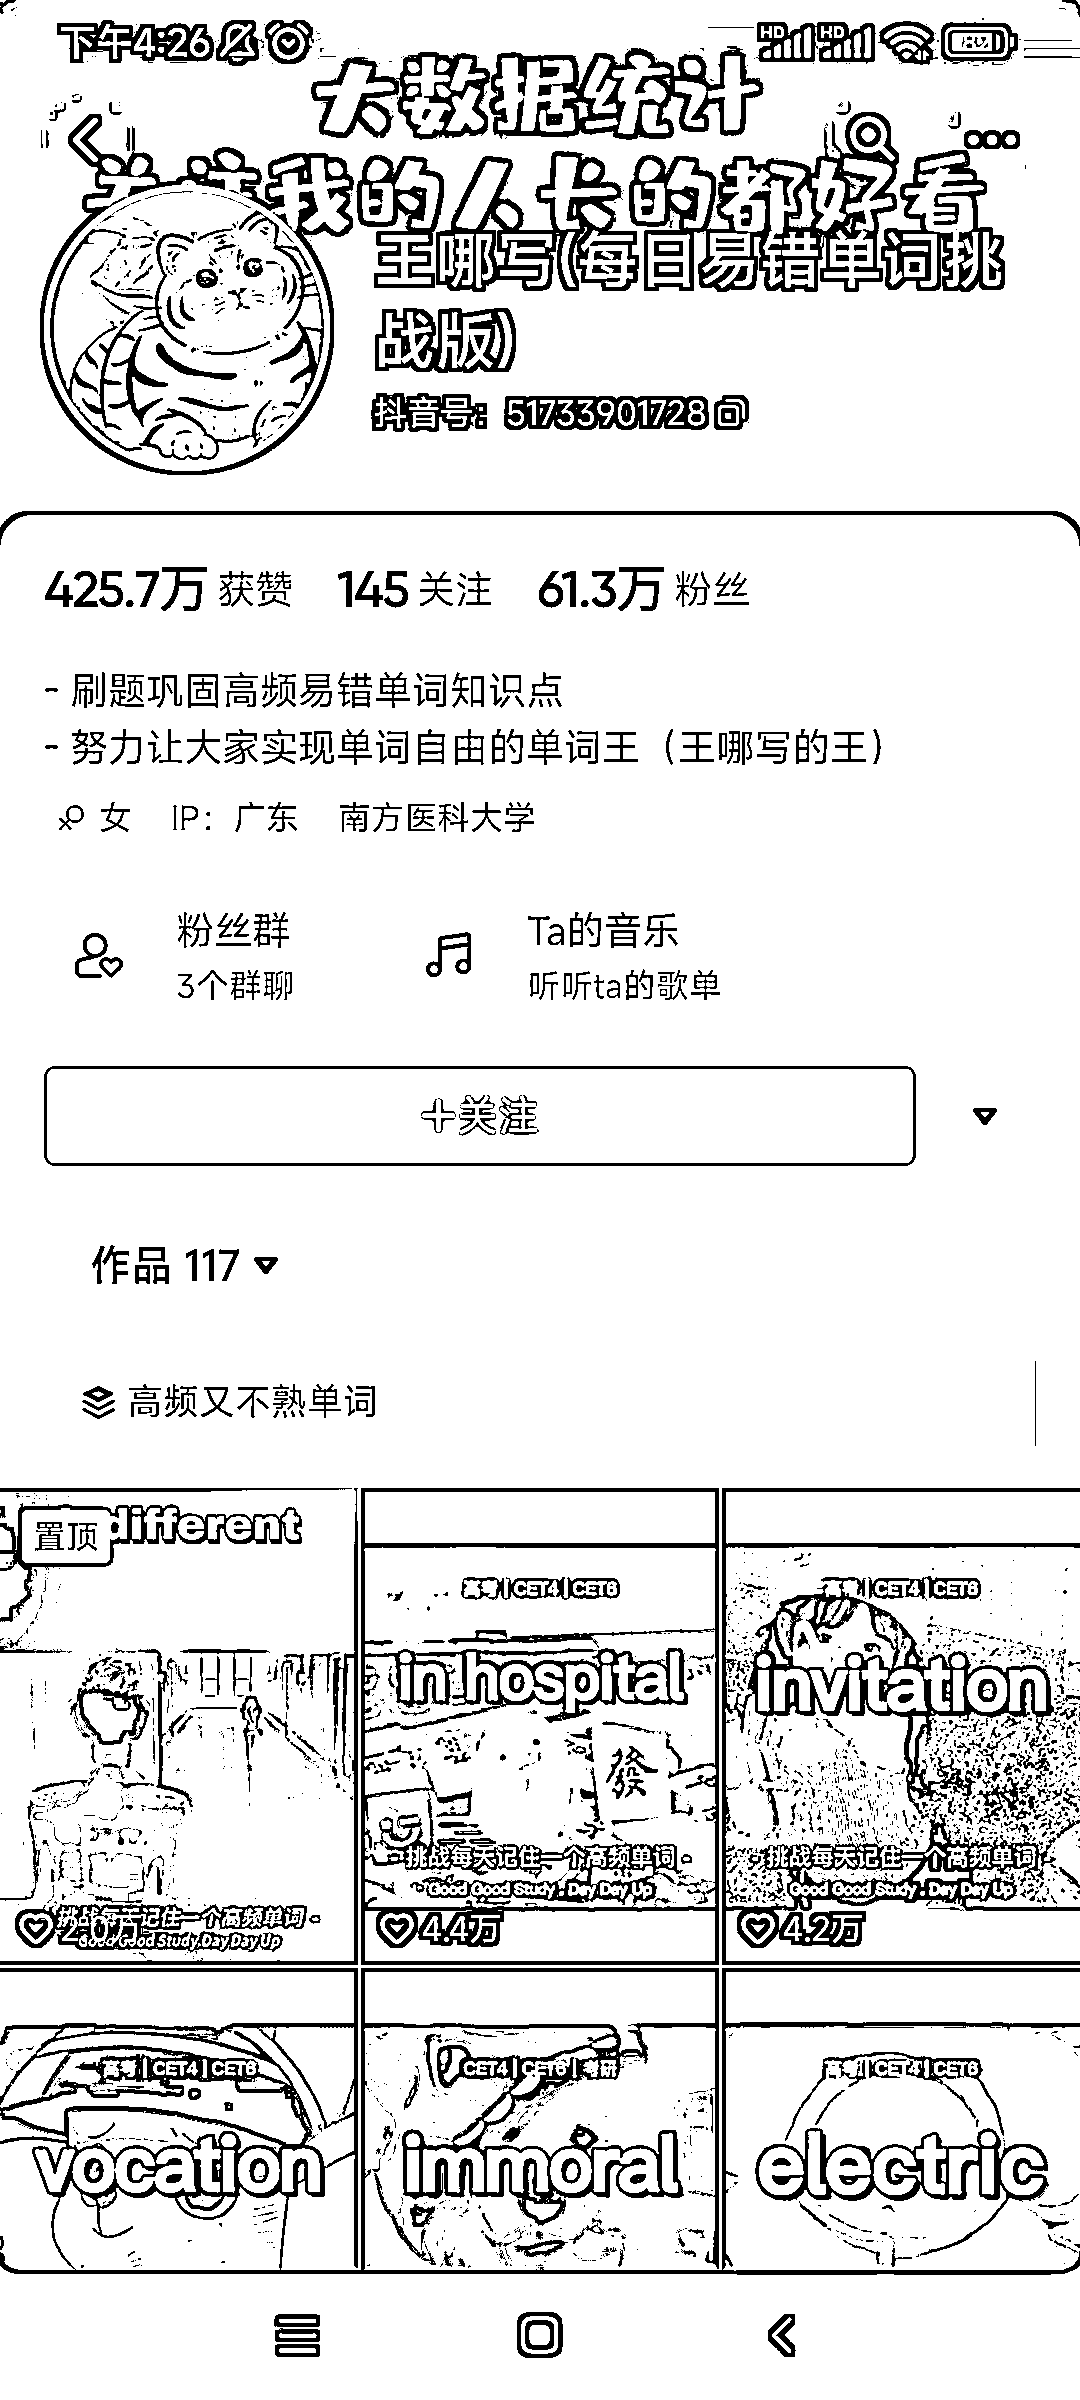 下午4:26
大数据统计
关注我的人长的都好看
王哪写(每日易错单词挑
战版)
抖音号：51733901728
425.7万 获赞 145 关注 61.3万 粉丝
- 刷题巩固高频易错单词知识点
- 努力让大家实现单词自由的单词王（王哪写的王）
女 IP：广东 南方医科大学
粉丝群 Ta的音乐
3个群聊 听听ta的歌单
+关注
作品 117
高频又不熟单词
置顶 different
高考 | CET4 | CET6 高考 | CET4 | CET6
in hospital invitation
發
挑战每天记住一个高频单词 - 挑战每天记住一个高频单词 - 挑战每天记住一个高频单词 -
Good Good Study,Day Day Up Good Good Study , Day Day Up Good Good Study , Day Day Up
4.4万 4.2万
高考 | CET4 | CET6 CET4 | CET6 | 考研 高考 | CET4 | CET6
vocation immoral electric